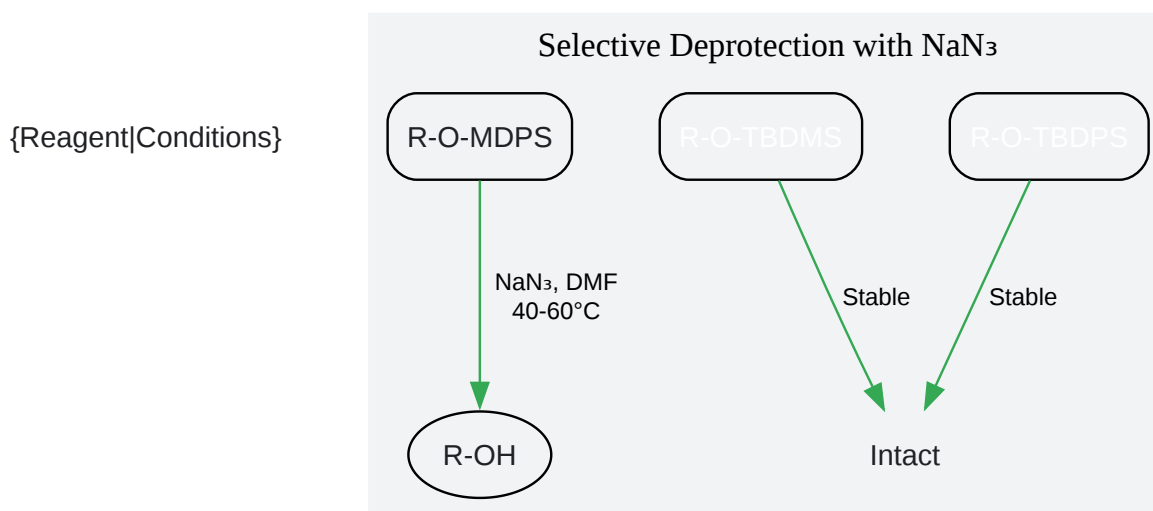 Selective Deprotection with NaN₃
{Reagent|Conditions}
R-O-MDPS
R-O-TBDMS
R-O-TBDPS
NaN₃, DMF
40-60°C
Stable
Stable
R-OH
Intact